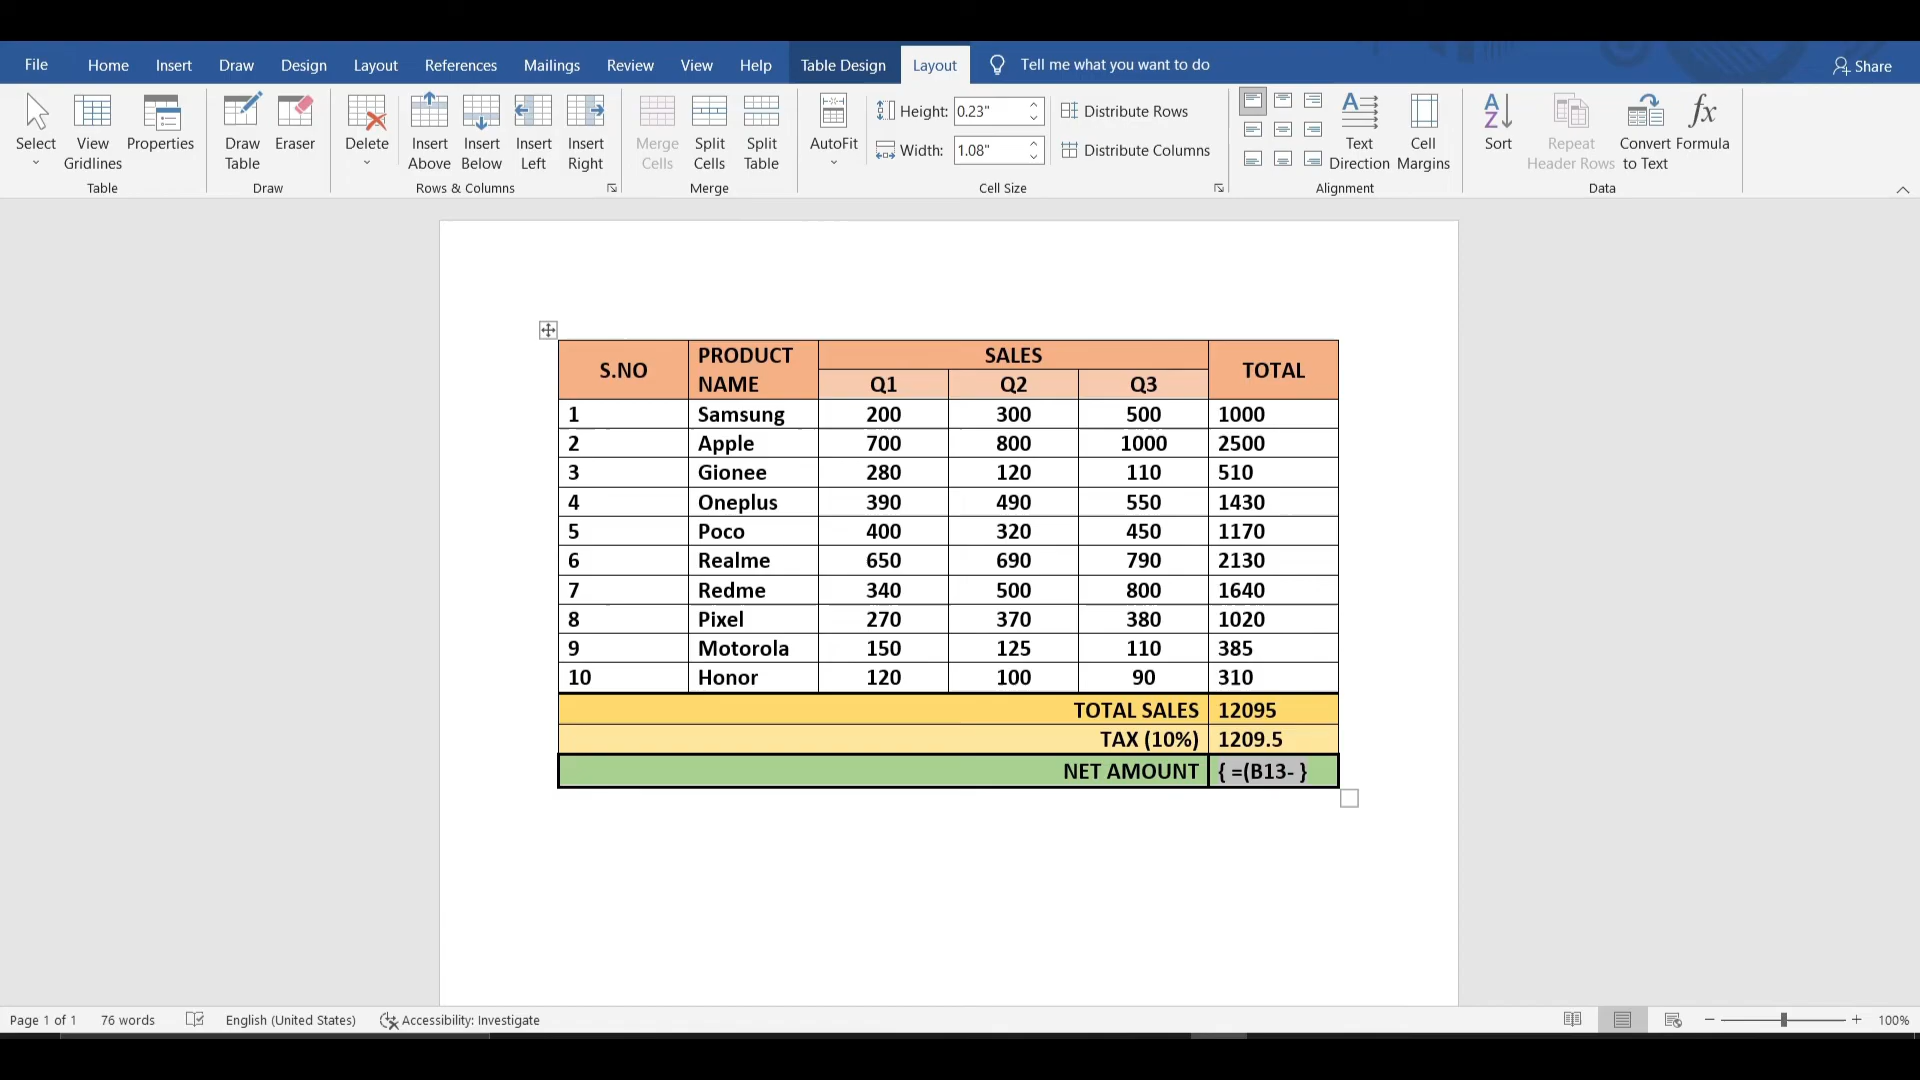 File Home Insert Draw Design Layout References Mailings Review View Help Table Design Layout Tell me what you want to do Share
Select View Gridlines Properties Draw Table Eraser Delete Insert Above Insert Below Insert Left Insert Right Merge Cells Split Cells Split Table AutoFit Height: 0.23" Width: 1.08" Distribute Rows Distribute Columns Text Direction Cell Margins Sort Repeat Header Rows Convert to Text Formula
Table Draw Rows & Columns Merge Cell Size Alignment Data
S.NO PRODUCT NAME SALES TOTAL
Q1 Q2 Q3
1 Samsung 200 300 500 1000
2 Apple 700 800 1000 2500
3 Gionee 280 120 110 510
4 Oneplus 390 490 550 1430
5 Poco 400 320 450 1170
6 Realme 650 690 790 2130
7 Redme 340 500 800 1640
8 Pixel 270 370 380 1020
9 Motorola 150 125 110 385
10 Honor 120 100 90 310
TOTAL SALES 12095
TAX (10%) 1209.5
NET AMOUNT { =(B13- }
Page 1 of 1 76 words English (United States) Accessibility: Investigate 100%